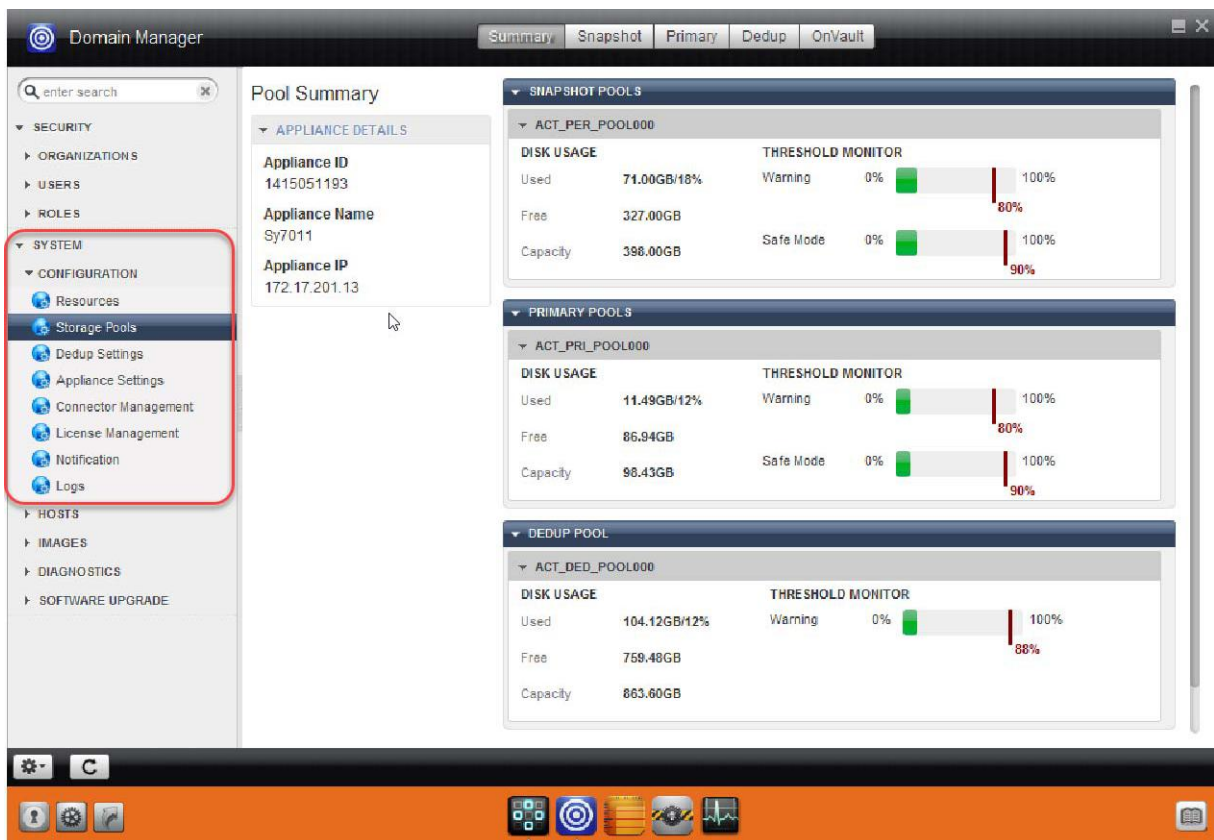 Domain Manager
Summary Snapshot Primary Dedup OnVault
enter search
SECURITY
ORGANIZATIONS
USERS
ROLES
SYSTEM
CONFIGURATION
Resources
Storage Pools
Dedup Settings
Appliance Settings
Connector Management
License Management
Notification
Logs
HOSTS
IMAGES
DIAGNOSTICS
SOFTWARE UPGRADE
Pool Summary
APPLIANCE DETAILS
Appliance ID
1415051193
Appliance Name
Sy7011
Appliance IP
172.17.201.13
SNAPSHOT POOLS
ACT_PER_POOL000
DISK USAGE THRESHOLD MONITOR
Used 71.00GB/18% Warning 0% 100%
80%
Free 327.00GB
Safe Mode 0% 100%
Capacity 398.00GB
90%
PRIMARY POOLS
ACT_PRI_POOL000
DISK USAGE THRESHOLD MONITOR
Used 11.49GB/12% Warning 0% 100%
80%
Free 86.94GB
Safe Mode 0% 100%
Capacity 98.43GB
90%
DEDUP POOL
ACT_DED_POOL000
DISK USAGE THRESHOLD MONITOR
Used 104.12GB/12% Warning 0% 100%
88%
Free 759.48GB
Capacity 863.60GB